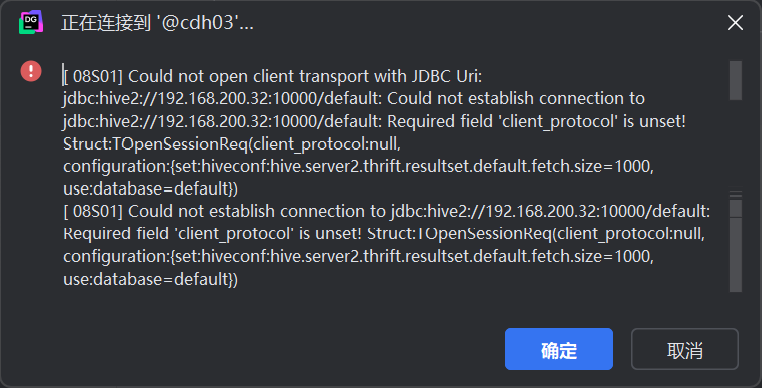 DG
正在连接到 '@cdh03'...
[ 08S01] Could not open client transport with JDBC Uri:
jdbc:hive2://192.168.200.32:10000/default: Could not establish connection to
jdbc:hive2://192.168.200.32:10000/default: Required field 'client_protocol' is unset!
Struct:TOpenSessionReq(client_protocol:null,
configuration:{set:hiveconf:hive.server2.thrift.resultset.default.fetch.size=1000,
use:database=default})
[ 08S01] Could not establish connection to jdbc:hive2://192.168.200.32:10000/default:
Required field 'client_protocol' is unset! Struct:TOpenSessionReq(client_protocol:null,
configuration:{set:hiveconf:hive.server2.thrift.resultset.default.fetch.size=1000,
use:database=default})
确定
取消